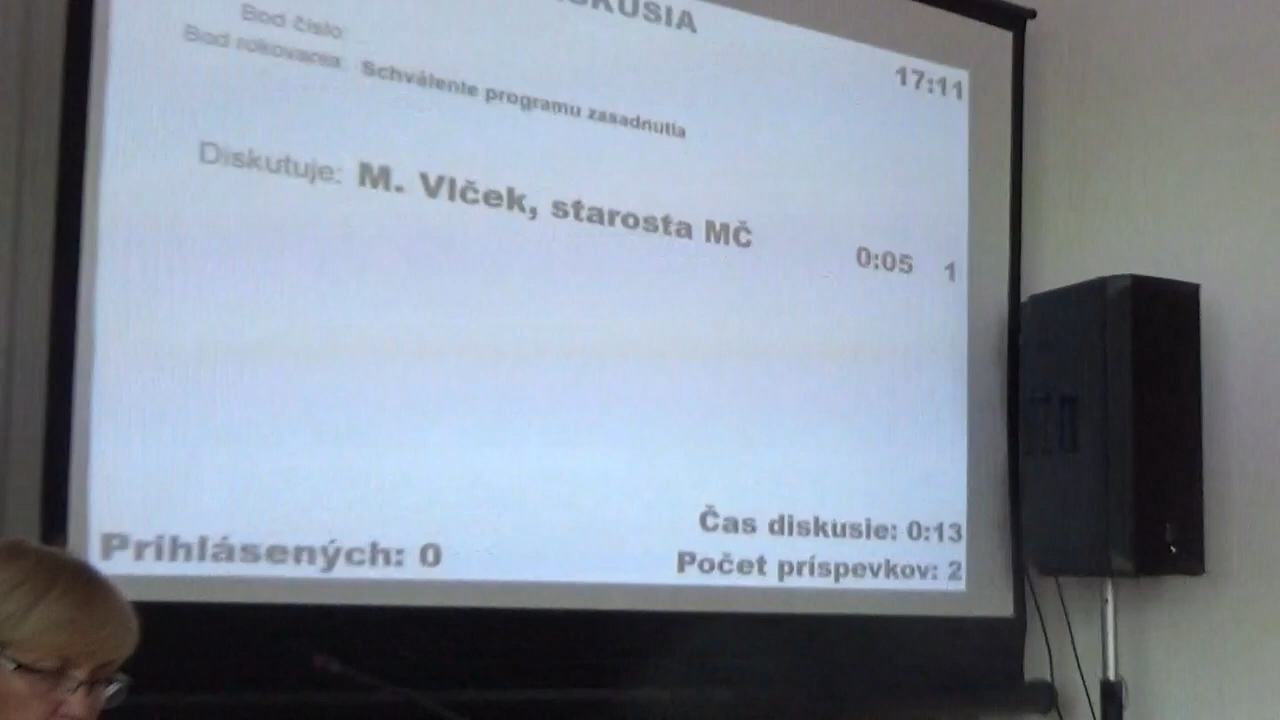 DISKUSIA
17:11
Bod číslo:
Bod rokovania: Schválenie programu zasadnutia
Diskutuje: M. Vlček, starosta MČ
0:05 1
Čas diskusie: 0:13
Prihlásených: 0
Počet príspevkov: 2